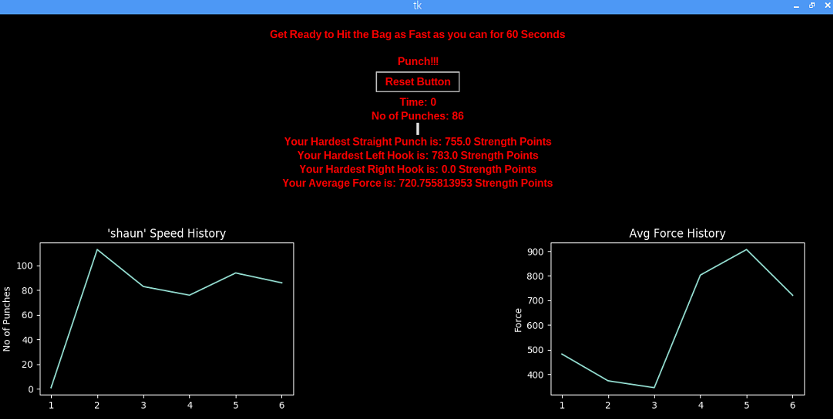 tk
Get Ready to Hit the Bag as Fast as you can for 60 Seconds
Punch!!!
Reset Button
Time: 0
No of Punches: 86
Your Hardest Straight Punch is: 755.0 Strength Points
Your Hardest Left Hook is: 783.0 Strength Points
Your Hardest Right Hook is: 0.0 Strength Points
Your Average Force is: 720.755813953 Strength Points
'shaun' Speed History
No of Punches
100
80
60
40
20
0
1 2 3 4 5 6
Avg Force History
Force
900
800
700
600
500
400
1 2 3 4 5 6